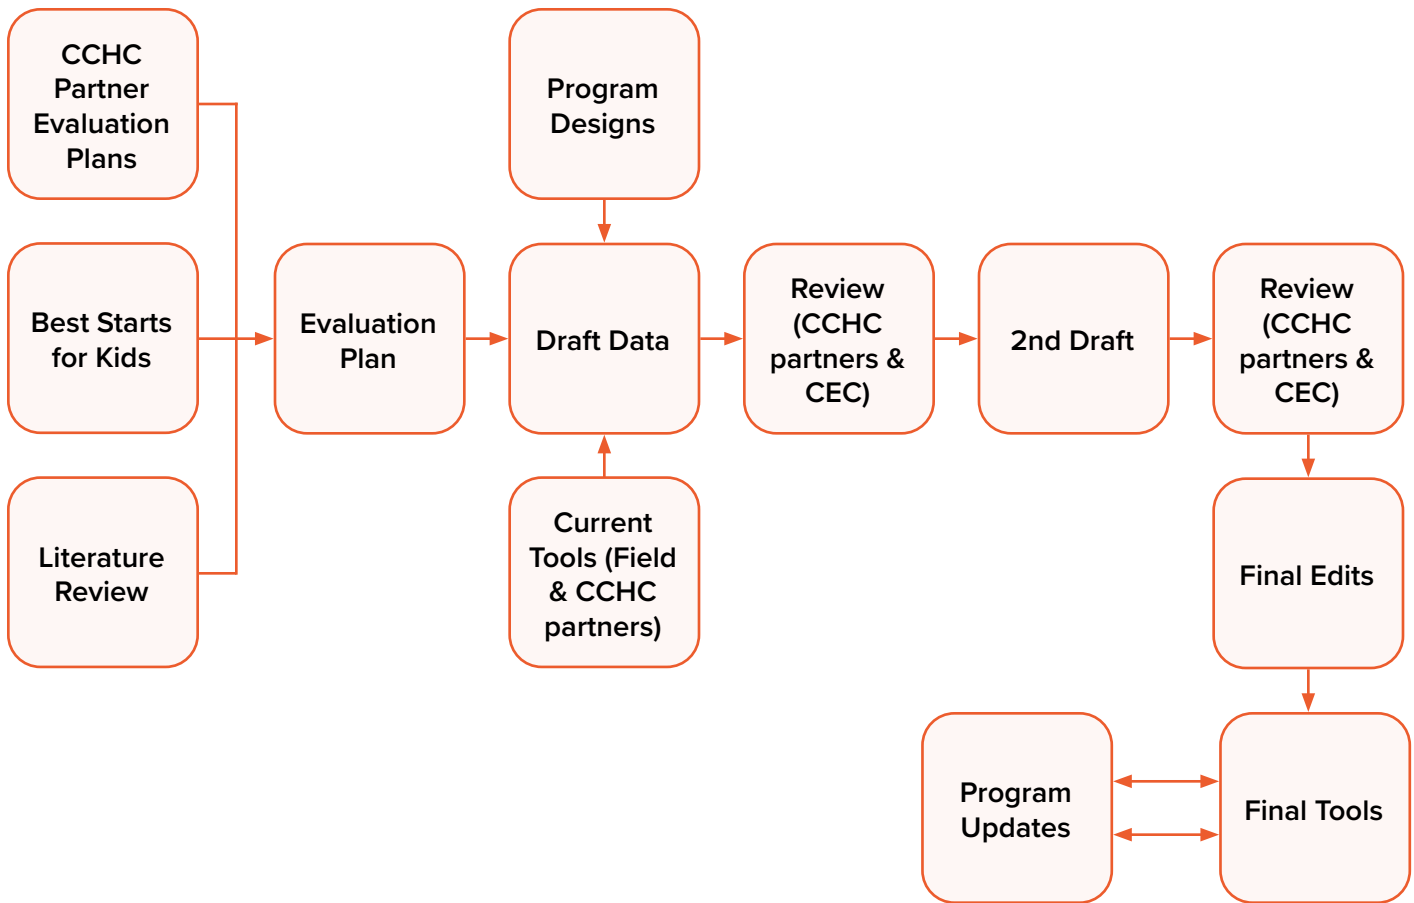 CCHC
Partner
Evaluation
Plans
Program
Designs
Best Starts
for Kids
Evaluation
Plan
Draft Data
Review
(CCHC
partners &
CEC)
2nd Draft
Review
(CCHC
partners &
CEC)
Literature
Review
Current
Tools (Field
& CCHC
partners)
Final Edits
Program
Updates
Final Tools